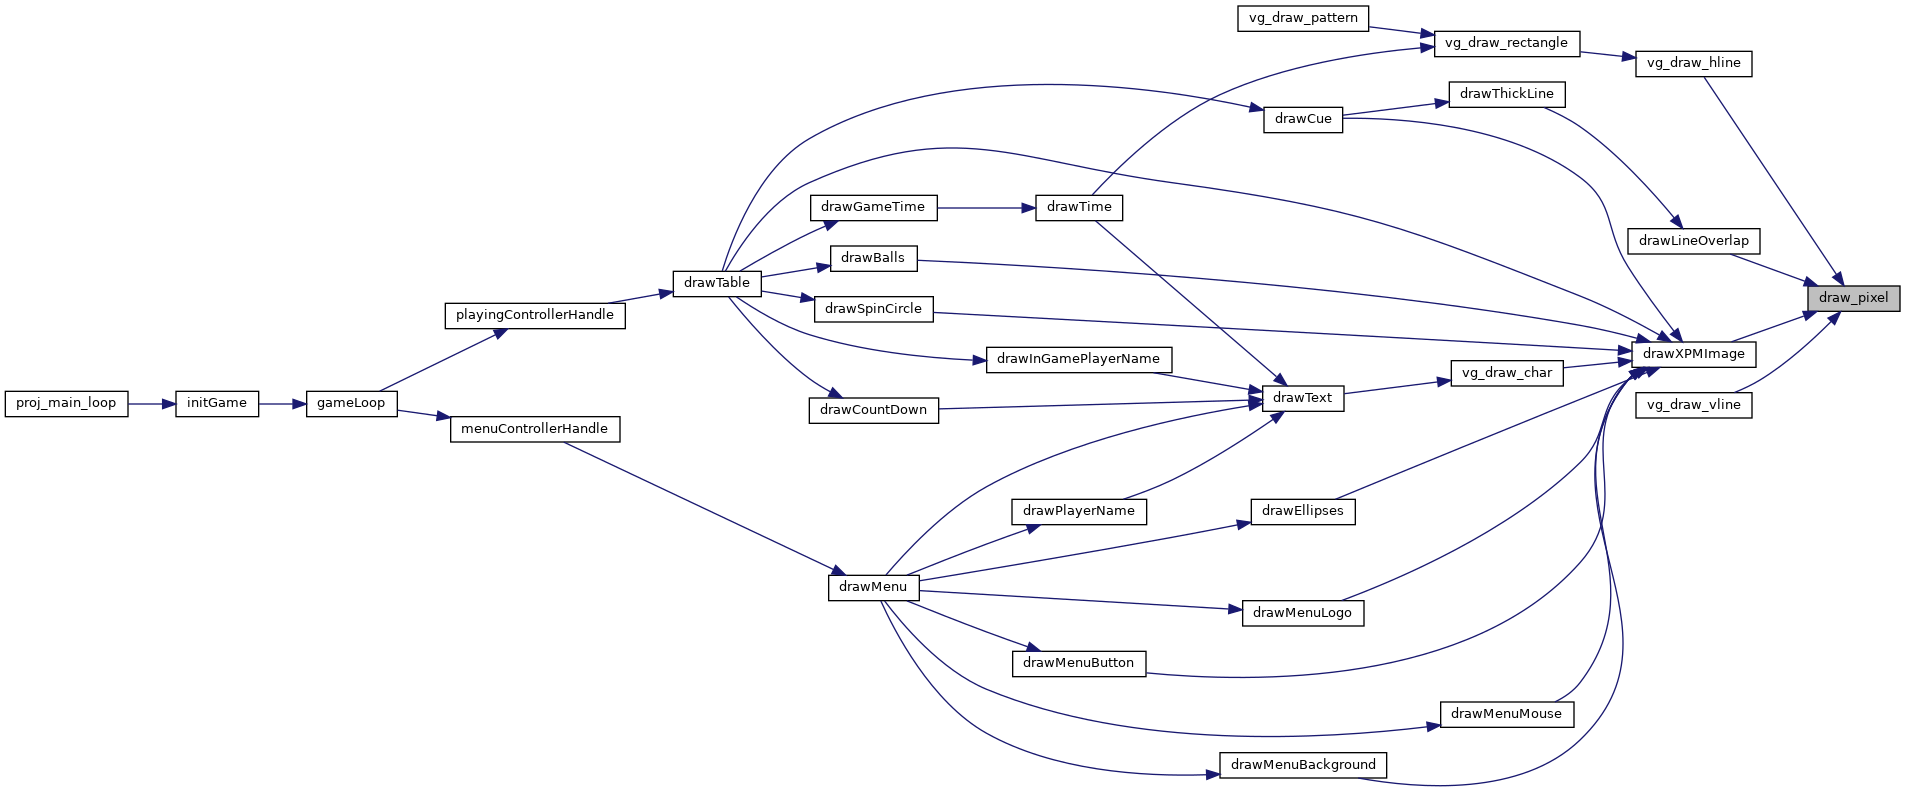 vg_draw_pattern
vg_draw_rectangle
vg_draw_hline
drawThickLine
drawCue
drawGameTime
drawTime
drawLineOverlap
drawBalls
drawTable
draw_pixel
drawSpinCircle
playingControllerHandle
drawInGamePlayerName
drawXPMImage
vg_draw_char
proj_main_loop
initGame
gameLoop
drawCountDown
drawText
vg_draw_vline
menuControllerHandle
drawPlayerName
drawEllipses
drawMenu
drawMenuLogo
drawMenuButton
drawMenuMouse
drawMenuBackground